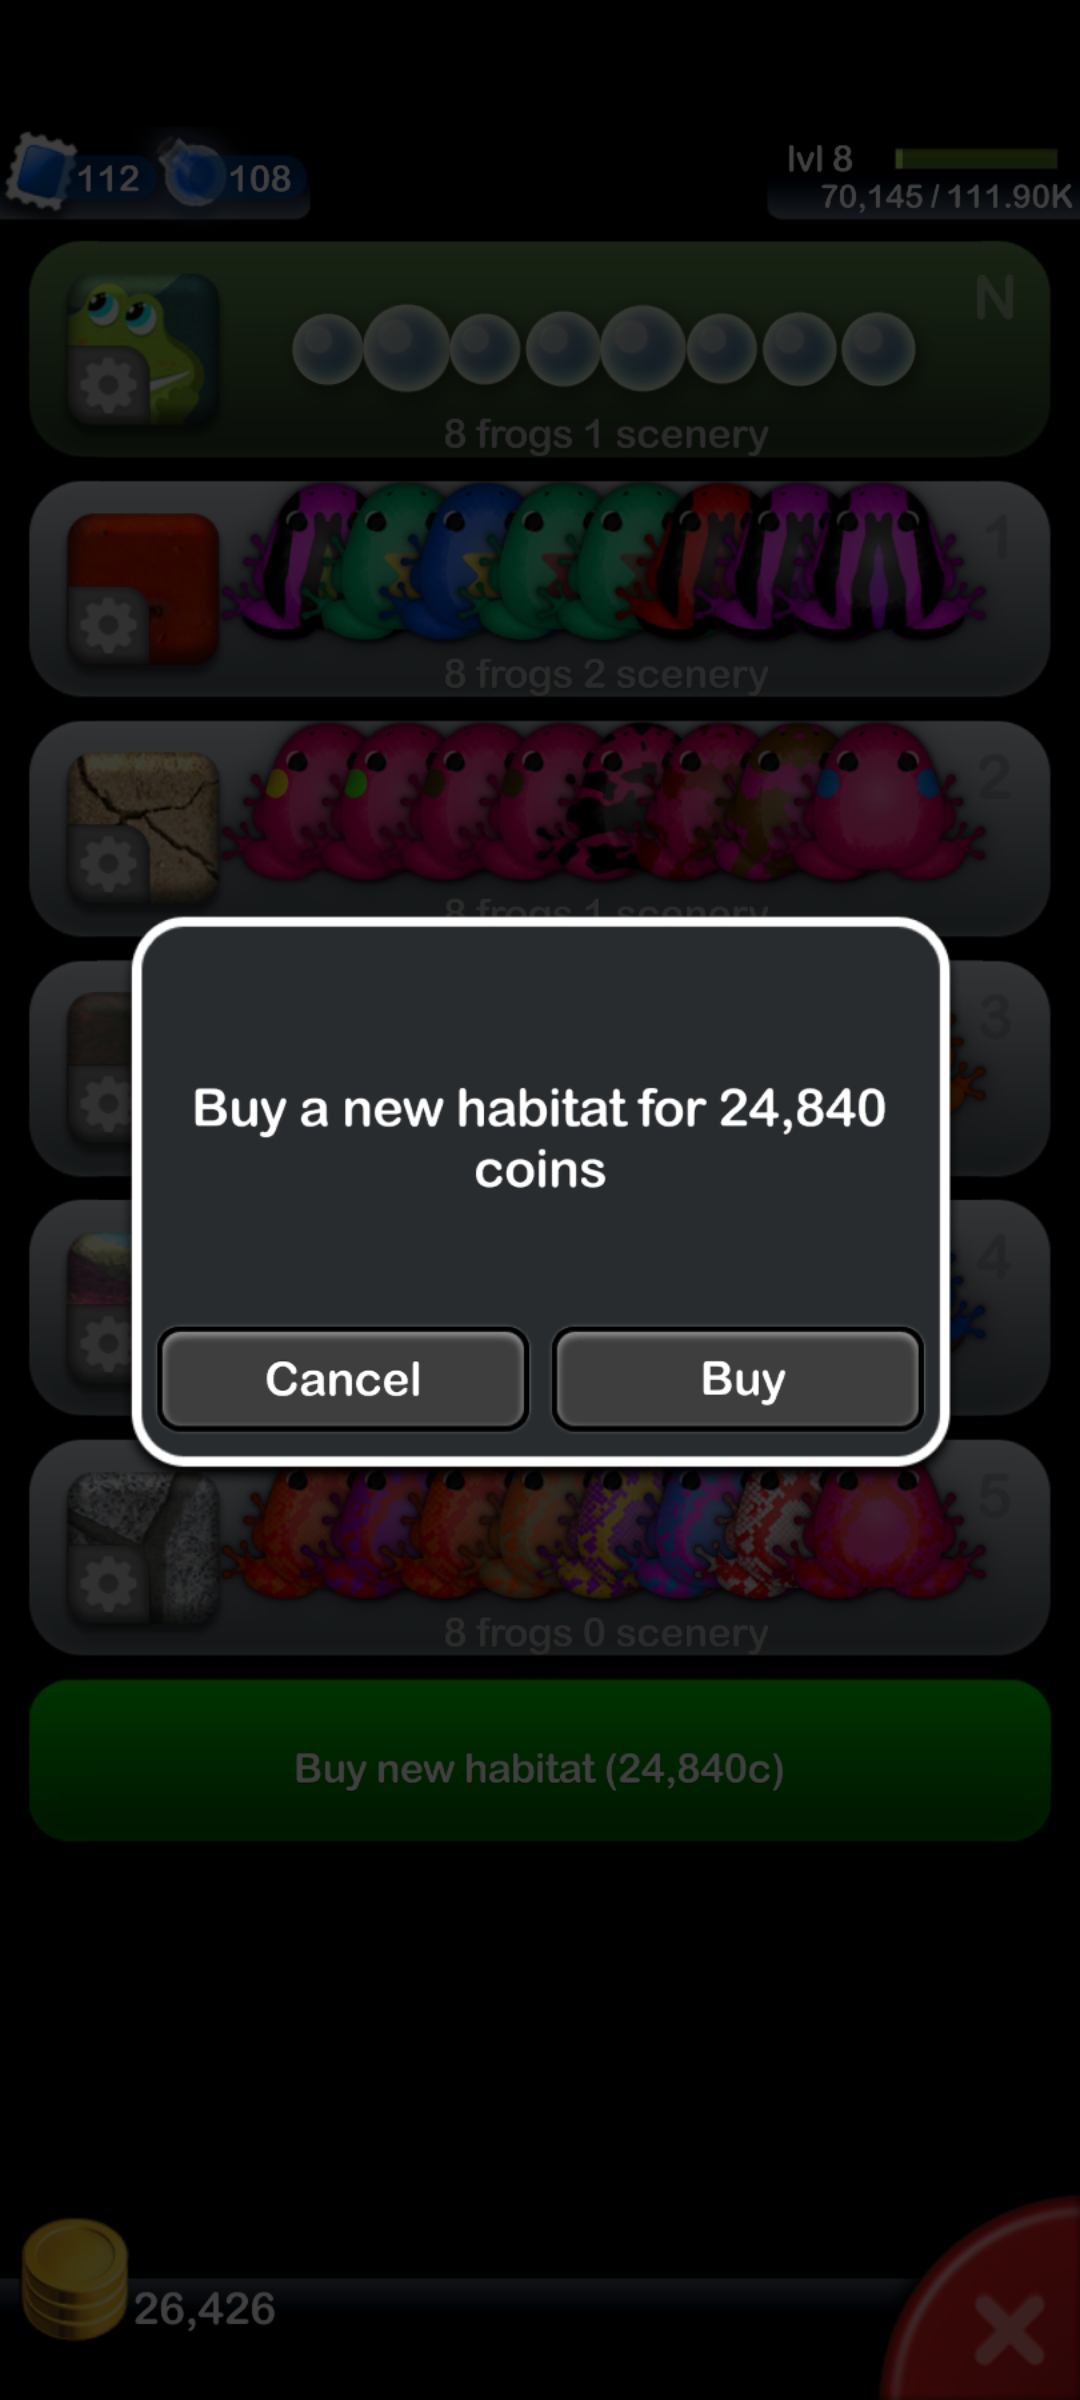 112 108
lvl 8
70,145 / 111.90K
N
8 frogs 1 scenery
1
8 frogs 2 scenery
2
8 frogs 1 scenery
3
Buy a new habitat for 24,840
coins
4
Cancel Buy
5
8 frogs 0 scenery
Buy new habitat (24,840c)
26,426